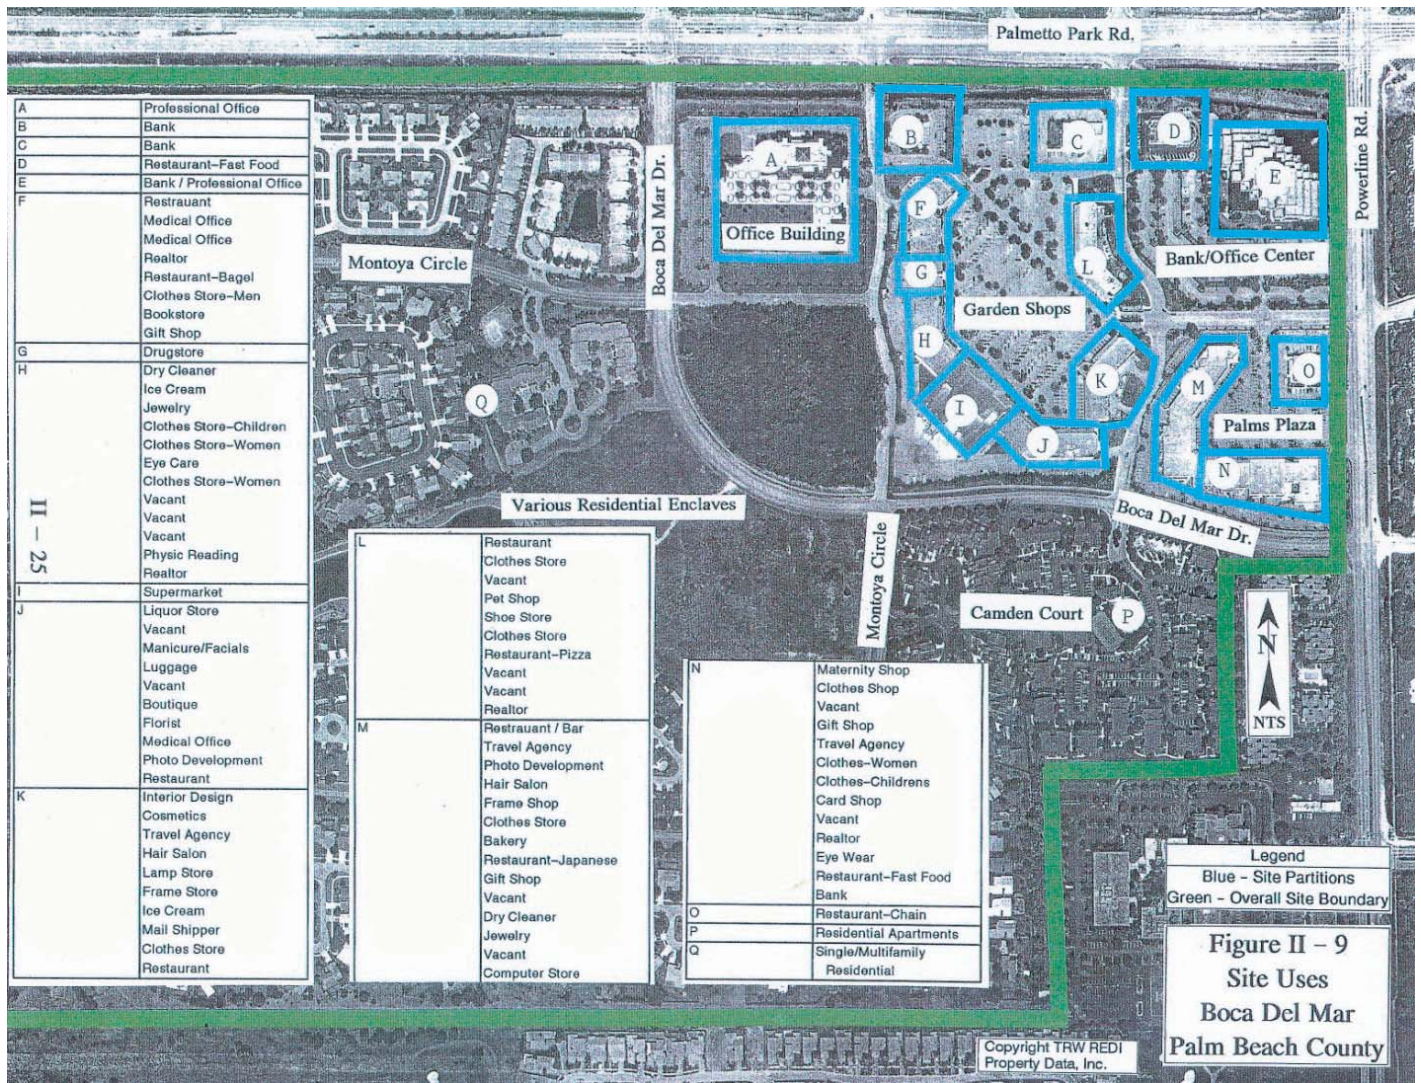 Palmetto Park Rd.
Powerline Rd.
Boca Del Mar Dr.
Montoya Circle
A
Office Building
B
C
D
E
Bank/Office Center
F
G
H
I
J
K
L
Garden Shops
M
N
O
Palms Plaza
Q
Various Residential Enclaves
Montoya Circle
Boca Del Mar Dr.
Camden Court
P
N
NTS
II - 25
A Professional Office
B Bank
C Bank
D Restaurant-Fast Food
E Bank / Professional Office
F Restrauant
Medical Office
Medical Office
Realtor
Restaurant-Bagel
Clothes Store-Men
Bookstore
Gift Shop
G Drugstore
H Dry Cleaner
Ice Cream
Jewelry
Clothes Store-Children
Clothes Store-Women
Eye Care
Clothes Store-Women
Vacant
Vacant
Vacant
Physic Reading
Realtor
I Supermarket
J Liquor Store
Vacant
Manicure/Facials
Luggage
Vacant
Boutique
Florist
Medical Office
Photo Development
Restaurant
K Interior Design
Cosmetics
Travel Agency
Hair Salon
Lamp Store
Frame Store
Ice Cream
Mail Shipper
Clothes Store
Restaurant
L Restaurant
Clothes Store
Vacant
Pet Shop
Shoe Store
Clothes Store
Restaurant-Pizza
Vacant
Vacant
Realtor
M Restrauant / Bar
Travel Agency
Photo Development
Hair Salon
Frame Shop
Clothes Store
Bakery
Restaurant-Japanese
Gift Shop
Vacant
Dry Cleaner
Jewelry
Vacant
Computer Store
N Maternity Shop
Clothes Shop
Vacant
Gift Shop
Travel Agency
Clothes-Women
Clothes-Childrens
Card Shop
Vacant
Realtor
Eye Wear
Restaurant-Fast Food
Bank
O Restaurant-Chain
P Residential Apartments
Q Single/Multifamily
Residential
Legend
Blue - Site Partitions
Green - Overall Site Boundary
Figure II - 9
Site Uses
Boca Del Mar
Palm Beach County
Copyright TRW REDI
Property Data, Inc.